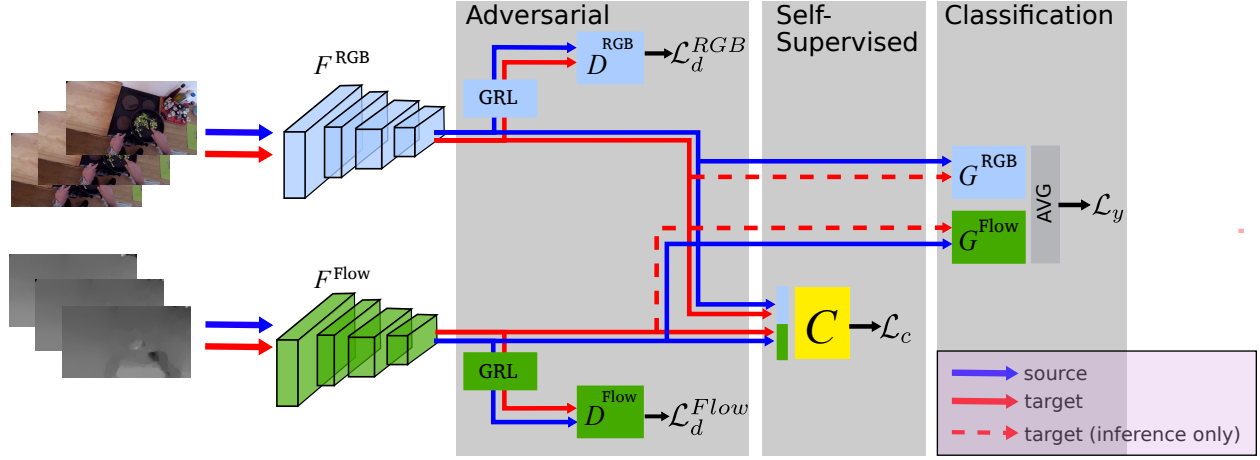 Adversarial
Self-
Supervised
Classification
F^RGB
GRL
D^RGB
ℒ_d^RGB
G^RGB
G^Flow
AVG
ℒ_y
F^Flow
C
ℒ_c
GRL
D^Flow
ℒ_d^Flow
source
target
target (inference only)